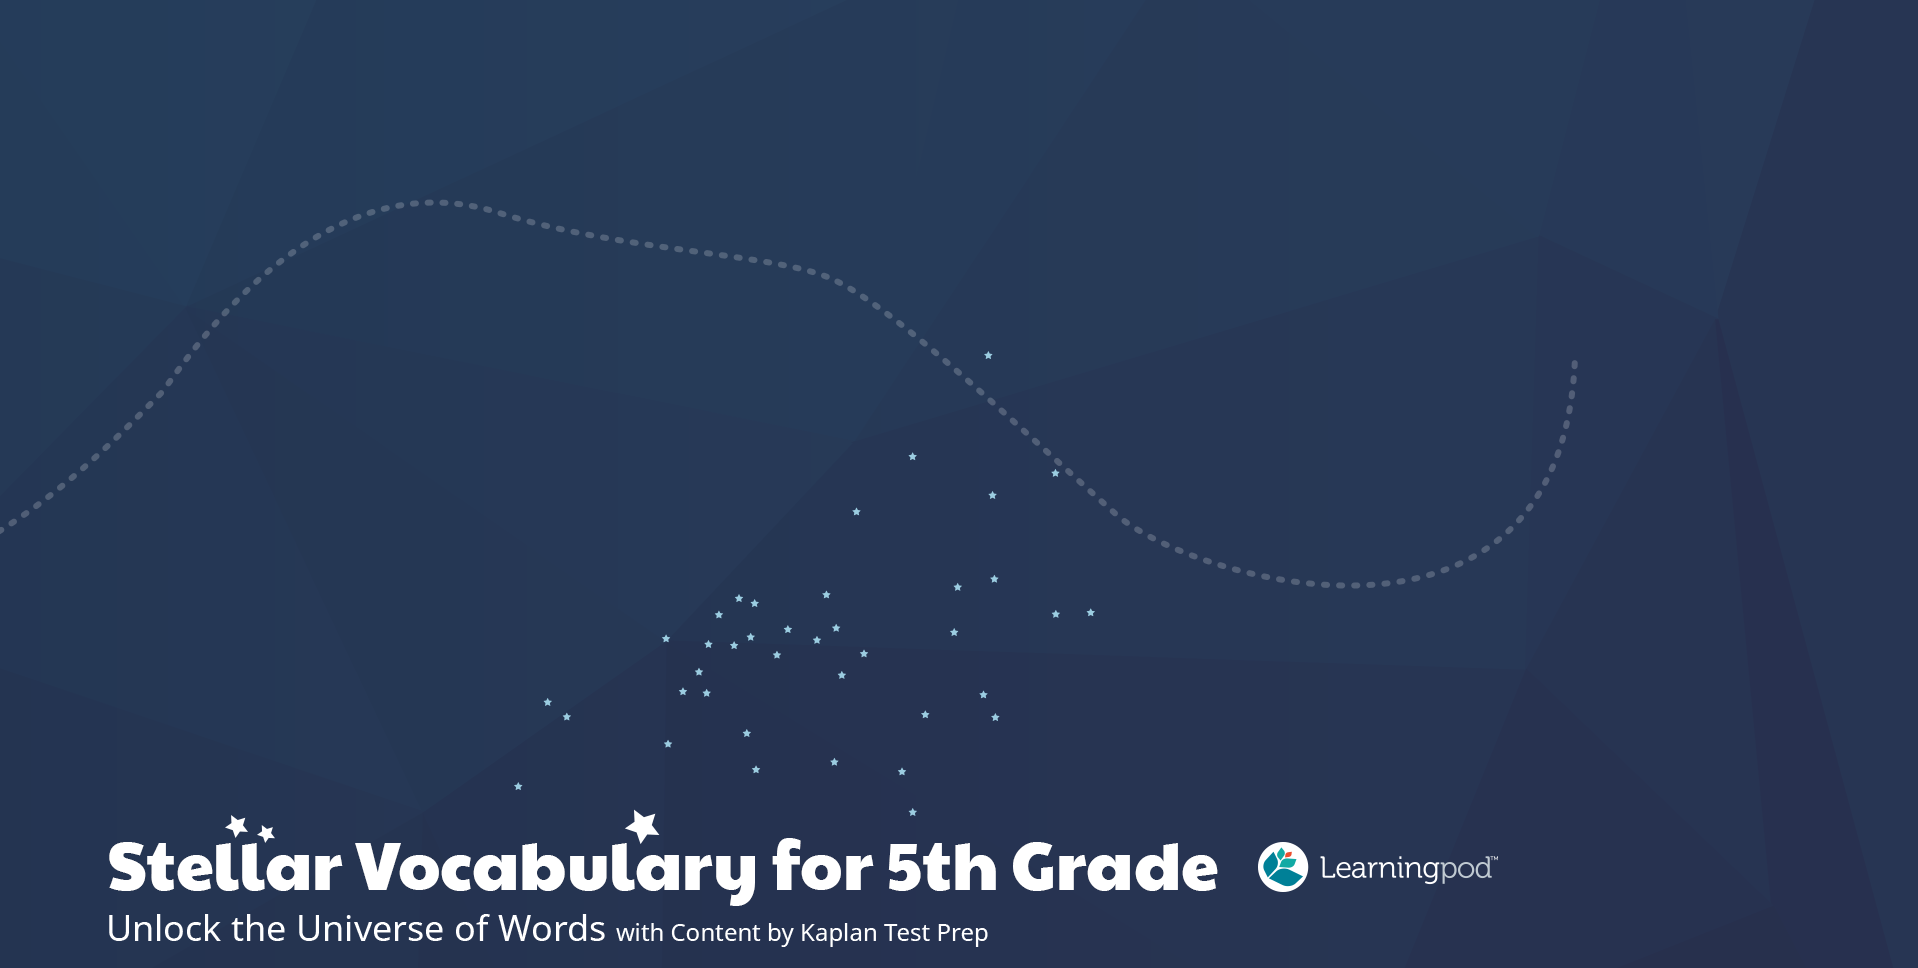 Stellar Vocabulary for 5th Grade
Learningpod™
Unlock the Universe of Words with Content by Kaplan Test Prep